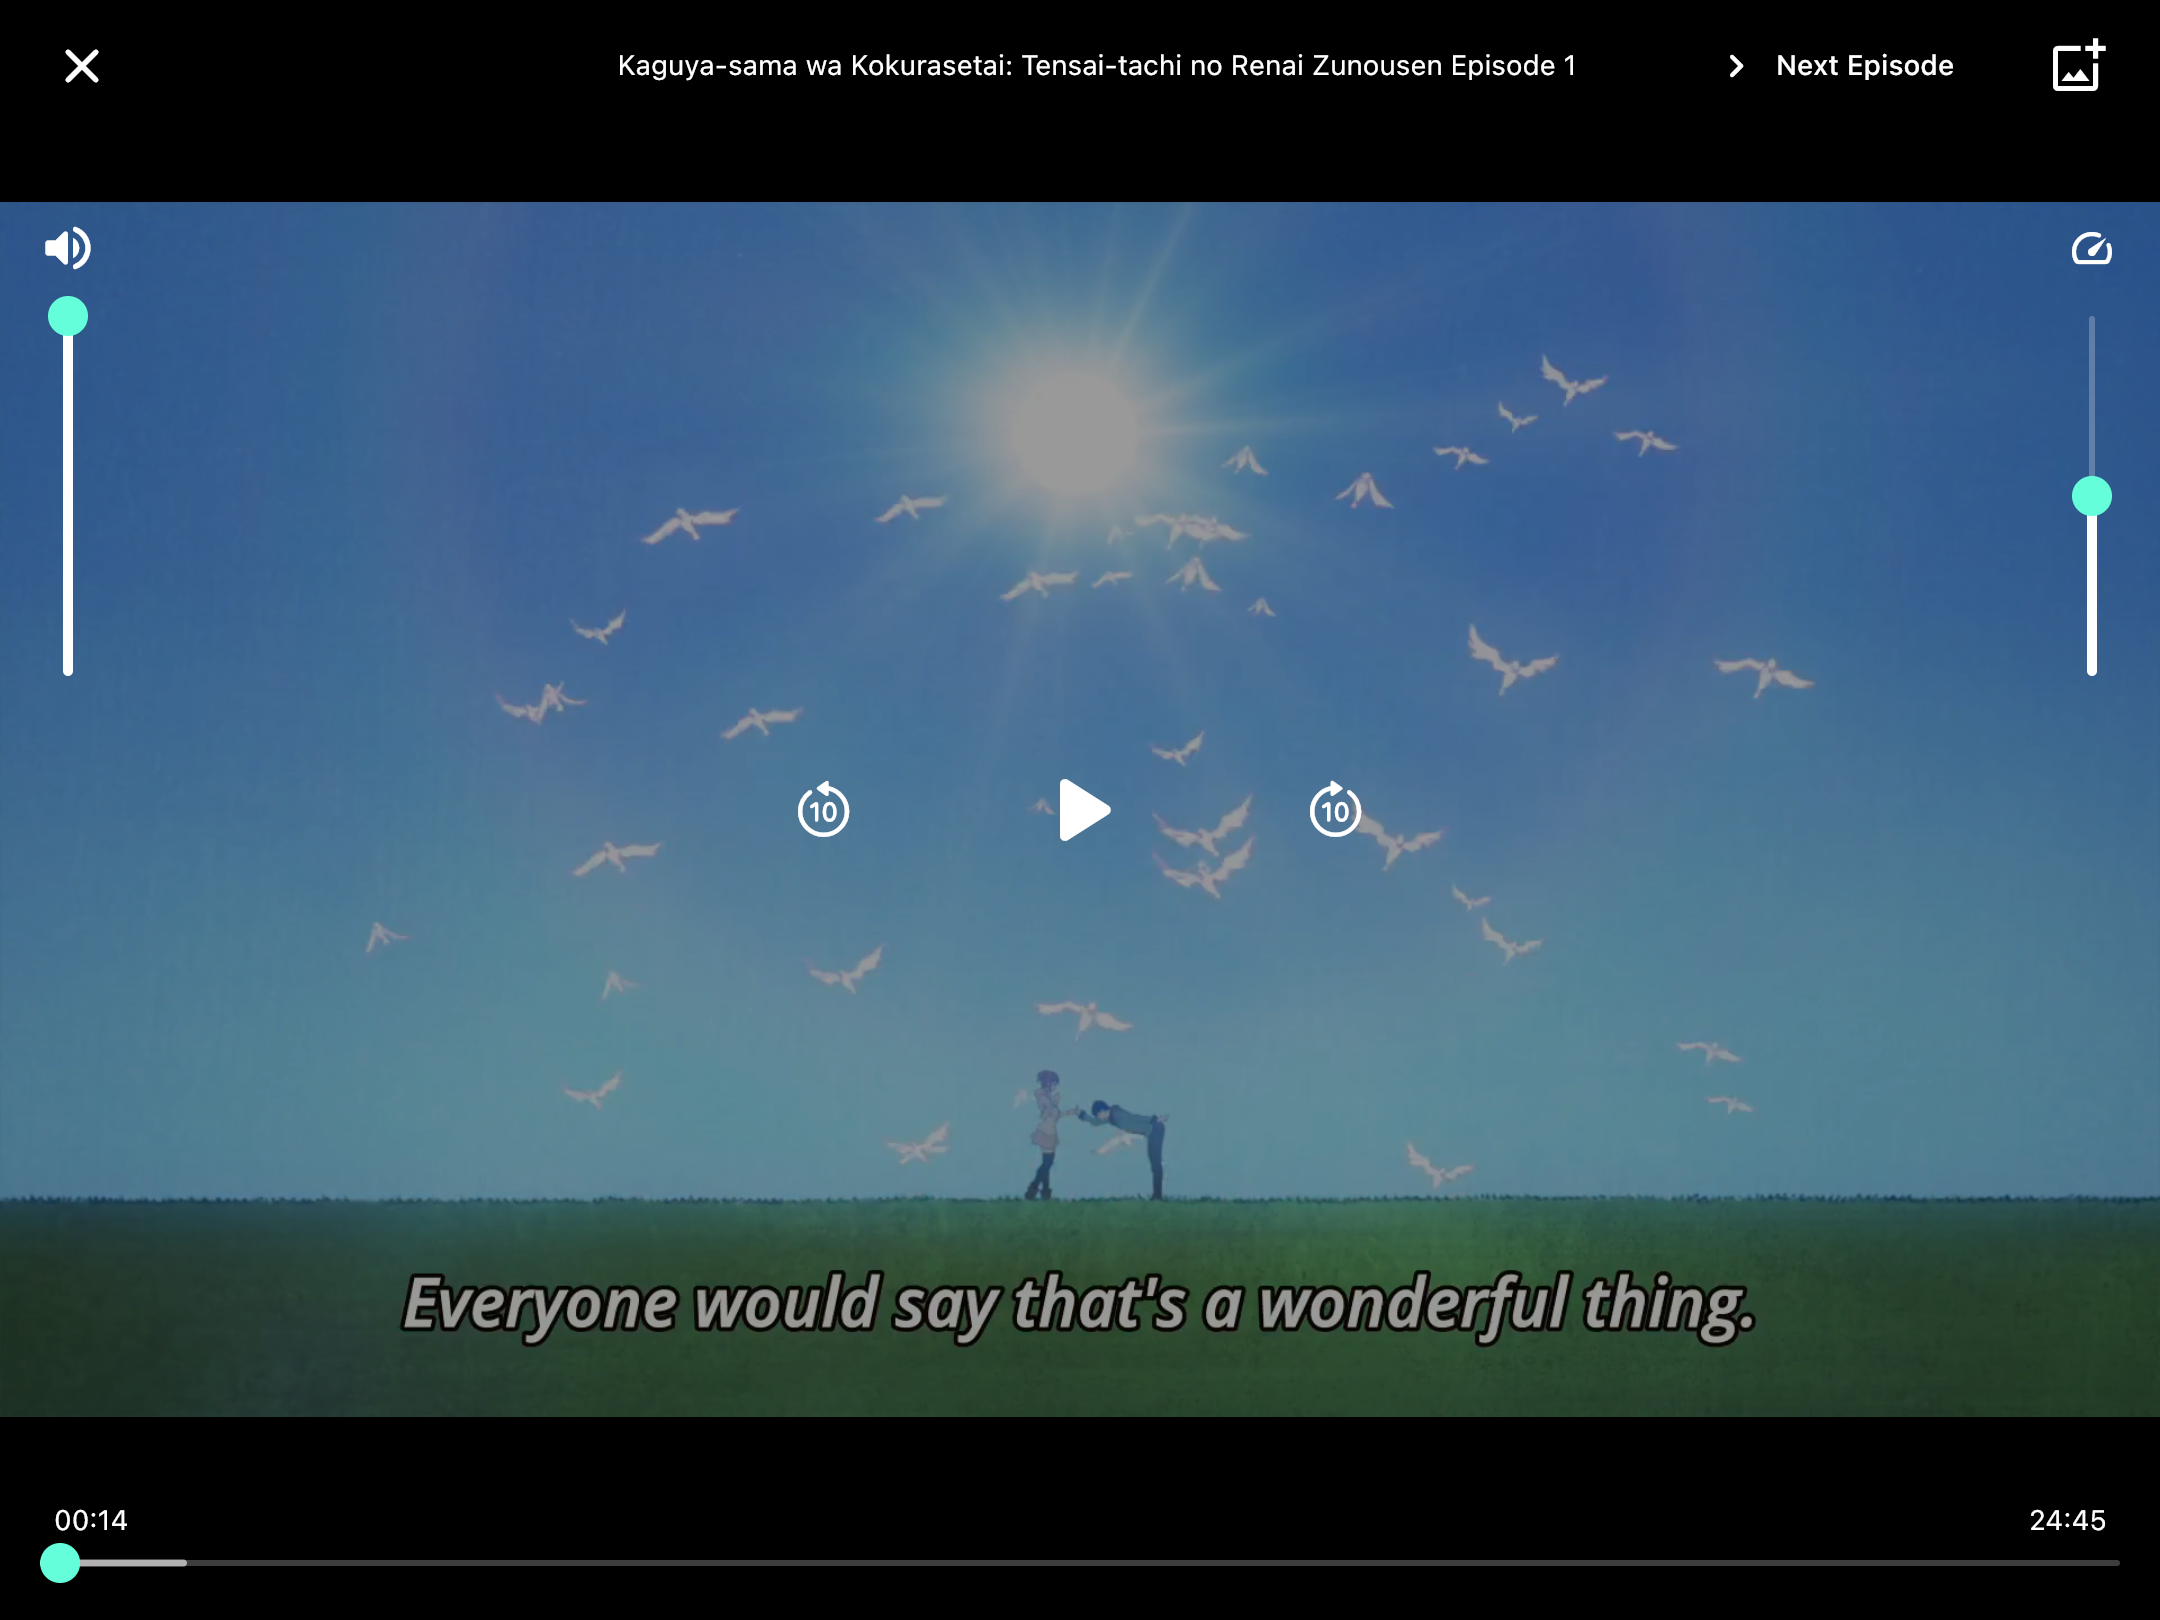 Kaguya-sama wa Kokurasetai: Tensai-tachi no Renai Zunousen Episode 1
Next Episode
10
10
Everyone would say that's a wonderful thing.
00:14
24:45